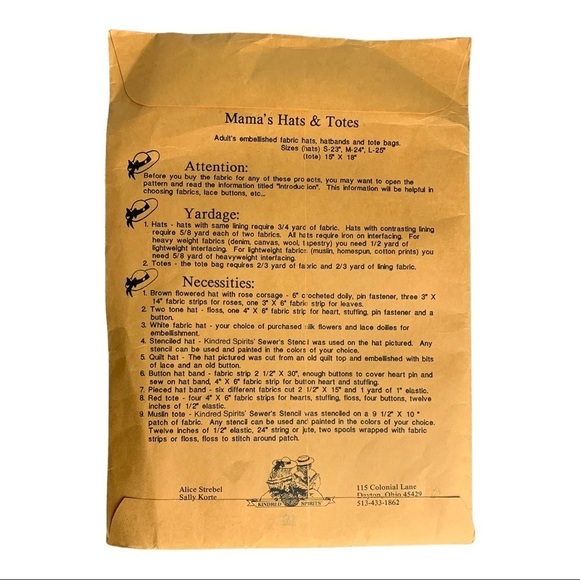 Mama's Hats & Totes
Adult's embellished fabric hats, hatbands and tote bags.
Sizes (hats) S-23", M-24", L-25"
(tote) 15" X 18"
Attention:
Before you buy the fabric for any of these projects, you may want to open the
pattern and read the information titled "Introduction". This information will be helpful in
choosing fabrics, lace buttons, etc...
Yardage:
1. Hats - hats with same lining require 3/4 yard of fabric. Hats with contrasting lining
require 5/8 yard each of two fabrics. All hats require iron on interfacing. For
heavy weight fabrics (denim, canvas, wool, tapestry) you need 1/2 yard of
lightweight interfacing. For lightweight fabrics (muslin, homespun, cotton prints) you
need 5/8 yard of heavyweight interfacing.
2. Totes - the tote bag requires 2/3 yard of fabric and 2/3 yard of lining fabric.
Necessities:
1. Brown flowered hat with rose corsage - 6" crocheted doily, pin fastener, three 3" X
14" fabric strips for roses, one 3" X 6" fabric strip for leaves.
2. Two tone hat - floss, one 4" X 6" fabric strip for heart, stuffing, pin fastener and a
button.
3. White fabric hat - your choice of purchased silk flowers and lace doilies for
embellishment.
4. Stenciled hat - Kindred Spirits' Sewer's Stencil was used on the hat pictured. Any
stencil can be used and painted in the colors of your choice.
5. Quilt hat - The hat pictured was cut from an old quilt top and embellished with bits
of lace and an old button.
6. Button hat band - fabric strip 2 1/2" X 30", enough buttons to cover heart pin and
sew on hat band, 4" X 6" fabric strip for button heart and stuffing.
7. Pieced hat band - six different fabrics cut 2 1/2" X 15" and 1 yard of 1" elastic.
8. Red tote - four 4" X 6" fabric strips for hearts, stuffing, floss, four buttons, twelve
inches of 1/2" elastic.
9. Muslin tote - Kindred Spirits' Sewer's Stencil was stenciled on a 9 1/2" X 10 "
patch of fabric. Any stencil can be used and painted in the colors of your choice.
Twelve inches of 1/2" elastic, 24" string or jute, two spools wrapped with fabric
strips or floss, floss to stitch around patch.
Alice Strebel
Sally Korte
KINDRED SPIRITS
115 Colonial Lane
Dayton, Ohio 45429
513-433-1862